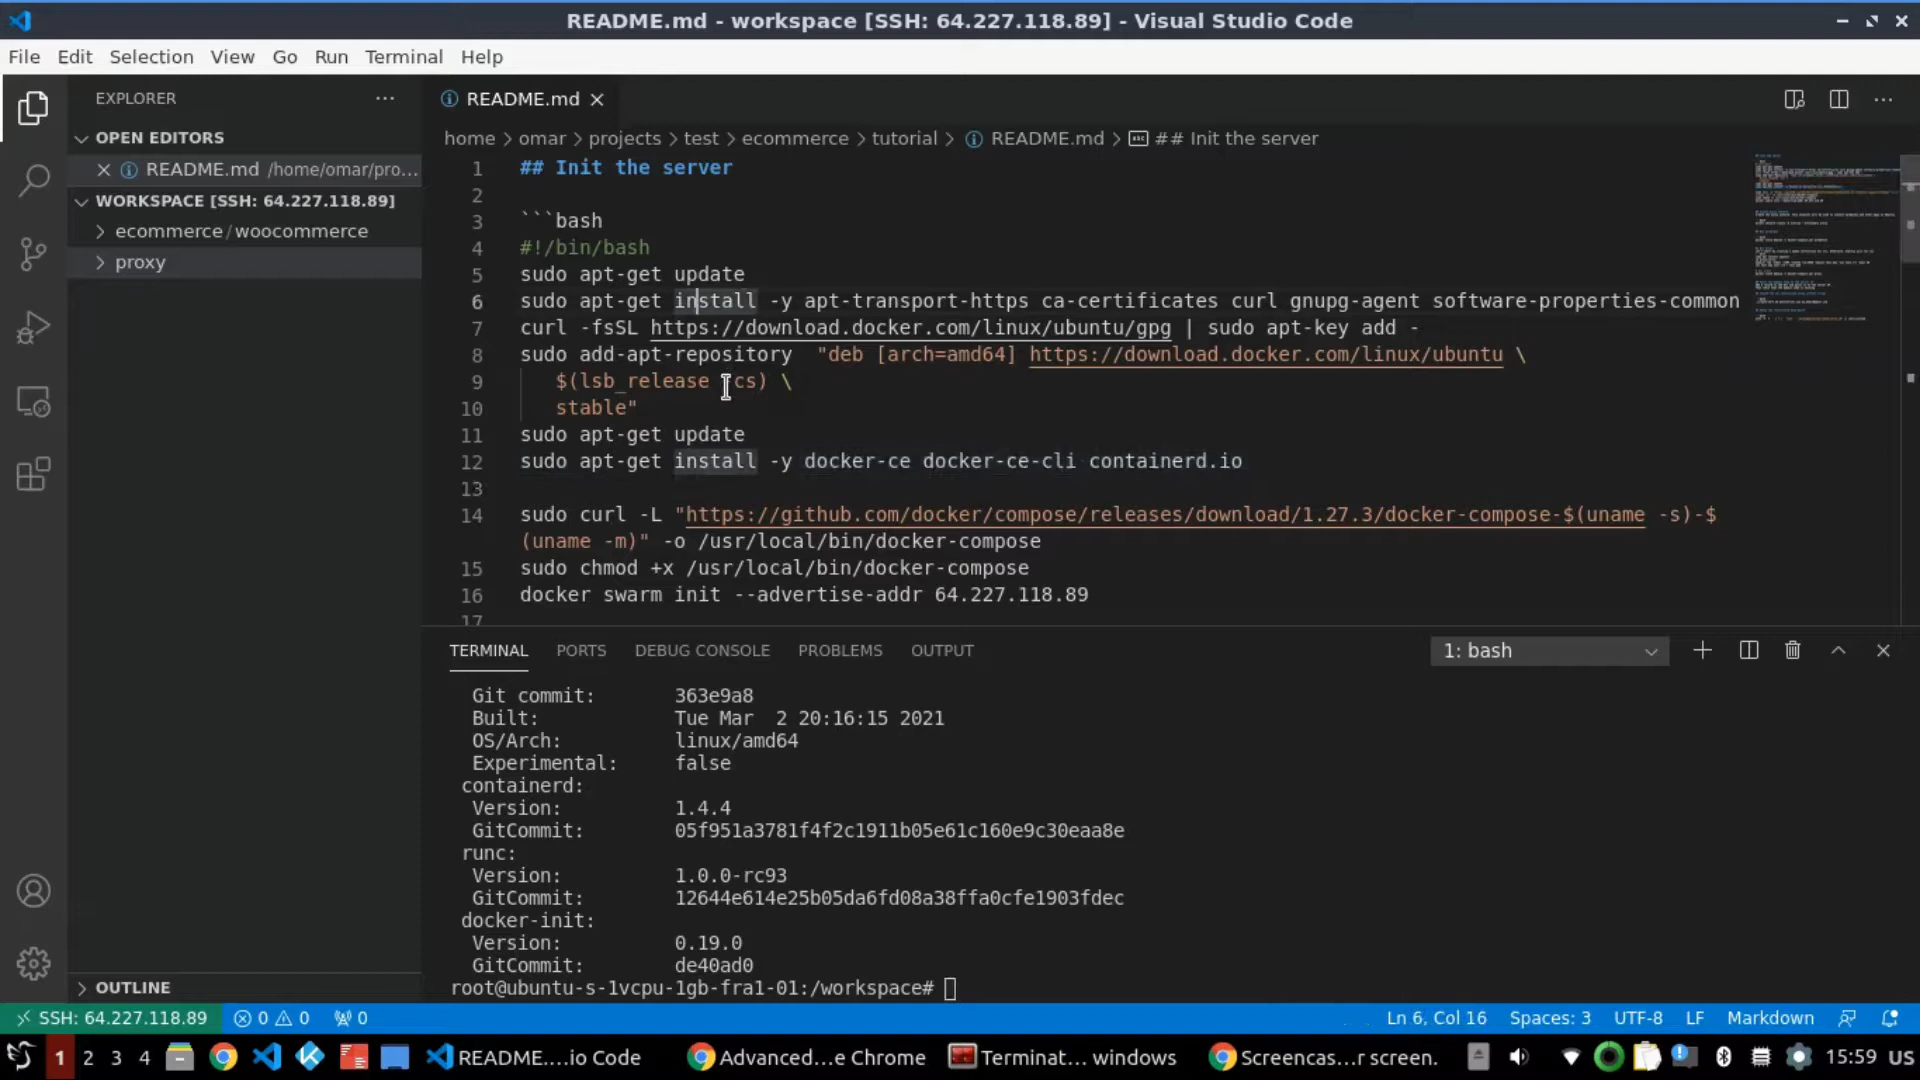 README.md - workspace [SSH: 64.227.118.89] - Visual Studio Code
File Edit Selection View Go Run Terminal Help
EXPLORER
README.md
OPEN EDITORS
README.md /home/omar/pro...
WORKSPACE [SSH: 64.227.118.89]
ecommerce/woocommerce
proxy
OUTLINE
home > omar > projects > test > ecommerce > tutorial > README.md > ## Init the server
1 ## Init the server
2
3 ```bash
4 #!/bin/bash
5 sudo apt-get update
6 sudo apt-get install -y apt-transport-https ca-certificates curl gnupg-agent software-properties-common
7 curl -fsSL https://download.docker.com/linux/ubuntu/gpg | sudo apt-key add -
8 sudo add-apt-repository  "deb [arch=amd64] https://download.docker.com/linux/ubuntu \
9 $(lsb_release cs) \
10 stable"
11 sudo apt-get update
12 sudo apt-get install -y docker-ce docker-ce-cli containerd.io
13
14 sudo curl -L "https://github.com/docker/compose/releases/download/1.27.3/docker-compose-$(uname -s)-$
(uname -m)" -o /usr/local/bin/docker-compose
15 sudo chmod +x /usr/local/bin/docker-compose
16 docker swarm init --advertise-addr 64.227.118.89
17
TERMINAL PORTS DEBUG CONSOLE PROBLEMS OUTPUT 1: bash
Git commit: 363e9a8
Built: Tue Mar  2 20:16:15 2021
OS/Arch: linux/amd64
Experimental: false
containerd:
Version: 1.4.4
GitCommit: 05f951a3781f4f2c1911b05e61c160e9c30eaa8e
runc:
Version: 1.0.0-rc93
GitCommit: 12644e614e25b05da6fd08a38ffa0cfe1903fdec
docker-init:
Version: 0.19.0
GitCommit: de40ad0
root@ubuntu-s-1vcpu-1gb-fra1-01:/workspace#
SSH: 64.227.118.89 0 0 0 Ln 6, Col 16 Spaces: 3 UTF-8 LF Markdown
1 2 3 4 README....io Code Advanced...e Chrome Terminat... windows Screencas...r screen. 15:59 US